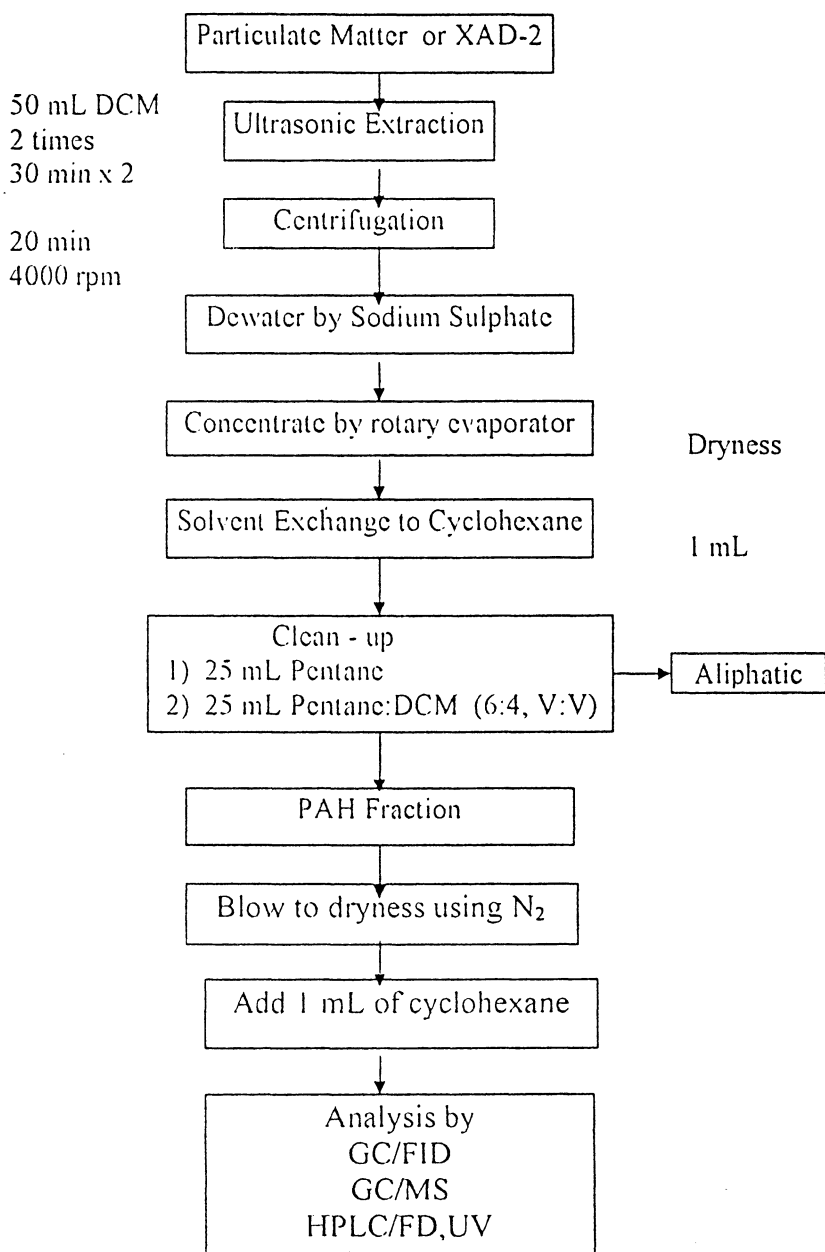 Particulate Matter or XAD-2
50 mL DCM
2 times
30 min x 2
Ultrasonic Extraction
Centrifugation
20 min
4000 rpm
Dewater by Sodium Sulphate
Concentrate by rotary evaporator
Dryness
Solvent Exchange to Cyclohexane
1 mL
Clean - up
1) 25 mL Pentane
2) 25 mL Pentane:DCM (6:4, V:V)
Aliphatic
PAH Fraction
Blow to dryness using N₂
Add 1 mL of cyclohexane
Analysis by
GC/FID
GC/MS
HPLC/FD,UV